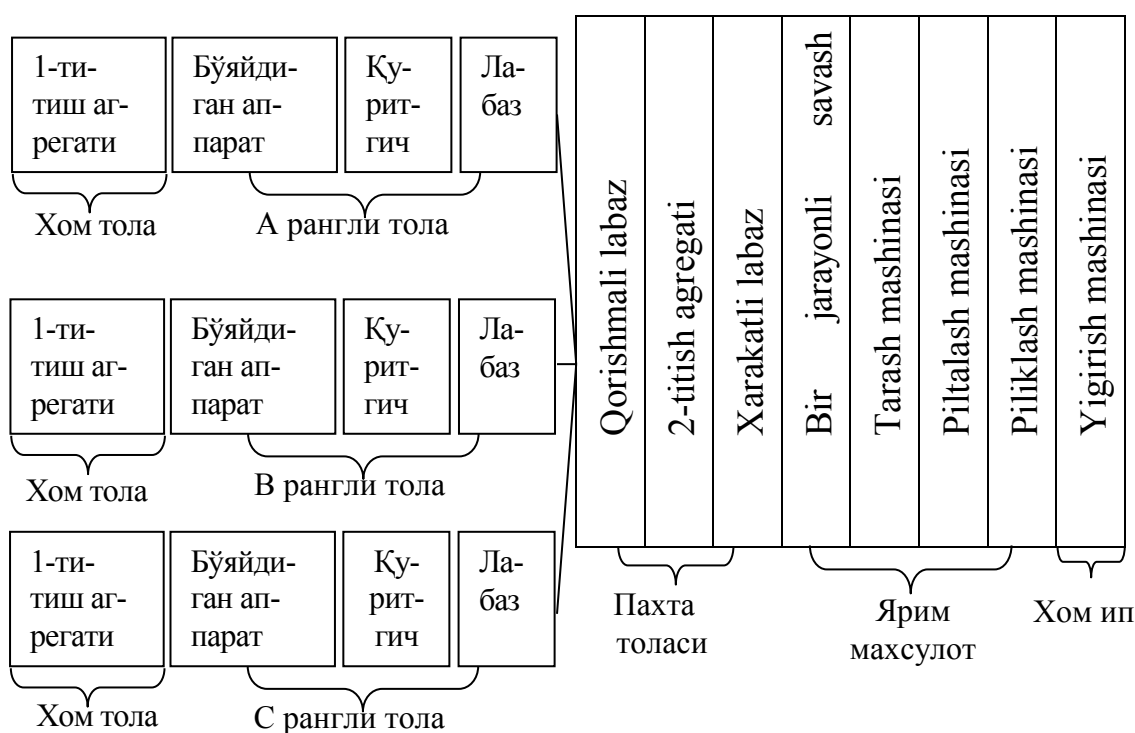 1-ти-
тиш аг-
регати
Бўяйди-
ган ап-
парат
Қу-
рит-
гич
Ла-
баз
Хом тола
А рангли тола
1-ти-
тиш аг-
регати
Бўяйди-
ган ап-
парат
Қу-
рит-
гич
Ла-
баз
Хом тола
В рангли тола
1-ти-
тиш аг-
регати
Бўяйди-
ган ап-
парат
Қу-
рит-
гич
Ла-
баз
Хом тола
С рангли тола
Qorishmali labaz
2-titish agregati
Xarakatli labaz
Bir jarayonli savash
Tarash mashinasi
Piltalash mashinasi
Piliklash mashinasi
Yigirish mashinasi
Пахта
толаси
Ярим
махсулот
Хом ип